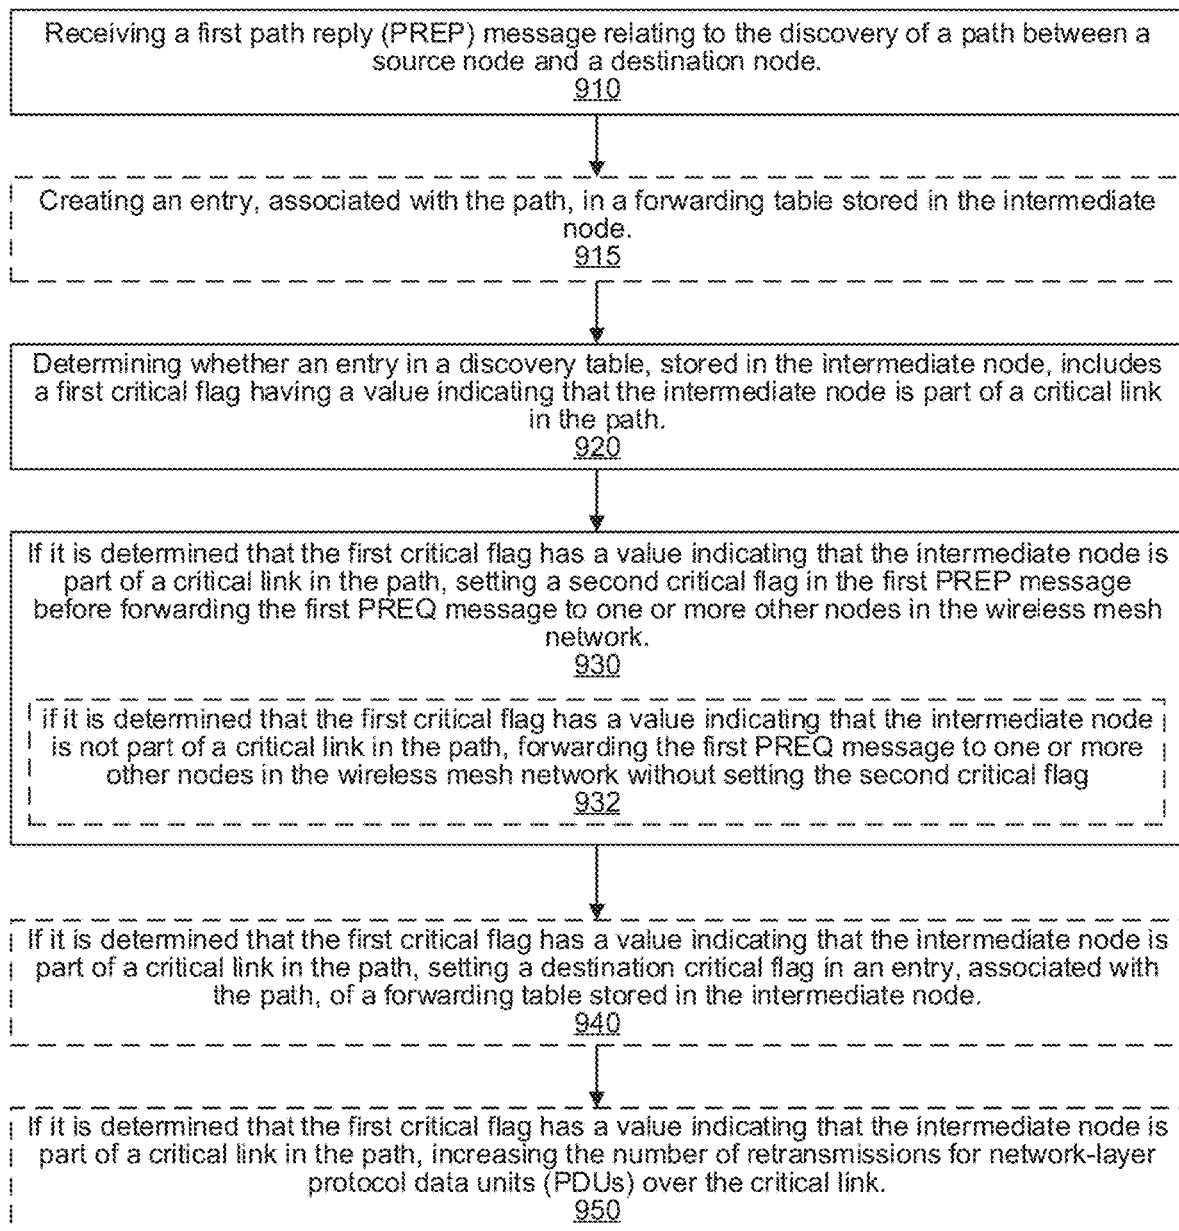 Receiving a first path reply (PREP) message relating to the discovery of a path between a
source node and a destination node.
910
Creating an entry, associated with the path, in a forwarding table stored in the intermediate
node.
915
Determining whether an entry in a discovery table, stored in the intermediate node, includes
a first critical flag having a value indicating that the intermediate node is part of a critical link
in the path.
920
If it is determined that the first critical flag has a value indicating that the intermediate node is
part of a critical link in the path, setting a second critical flag in the first PREP message
before forwarding the first PREQ message to one or more other nodes in the wireless mesh
network.
930
if it is determined that the first critical flag has a value indicating that the intermediate node
is not part of a critical link in the path, forwarding the first PREQ message to one or more
other nodes in the wireless mesh network without setting the second critical flag
932
If it is determined that the first critical flag has a value indicating that the intermediate node is
part of a critical link in the path, setting a destination critical flag in an entry, associated with
the path, of a forwarding table stored in the intermediate node.
940
If it is determined that the first critical flag has a value indicating that the intermediate node is
part of a critical link in the path, increasing the number of retransmissions for network-layer
protocol data units (PDUs) over the critical link.
950